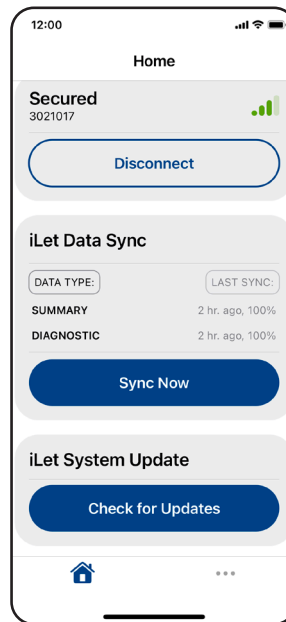 12:00
Home
Secured
3021017
Disconnect
iLet Data Sync
DATA TYPE: LAST SYNC:
SUMMARY 2 hr. ago, 100%
DIAGNOSTIC 2 hr. ago, 100%
Sync Now
iLet System Update
Check for Updates